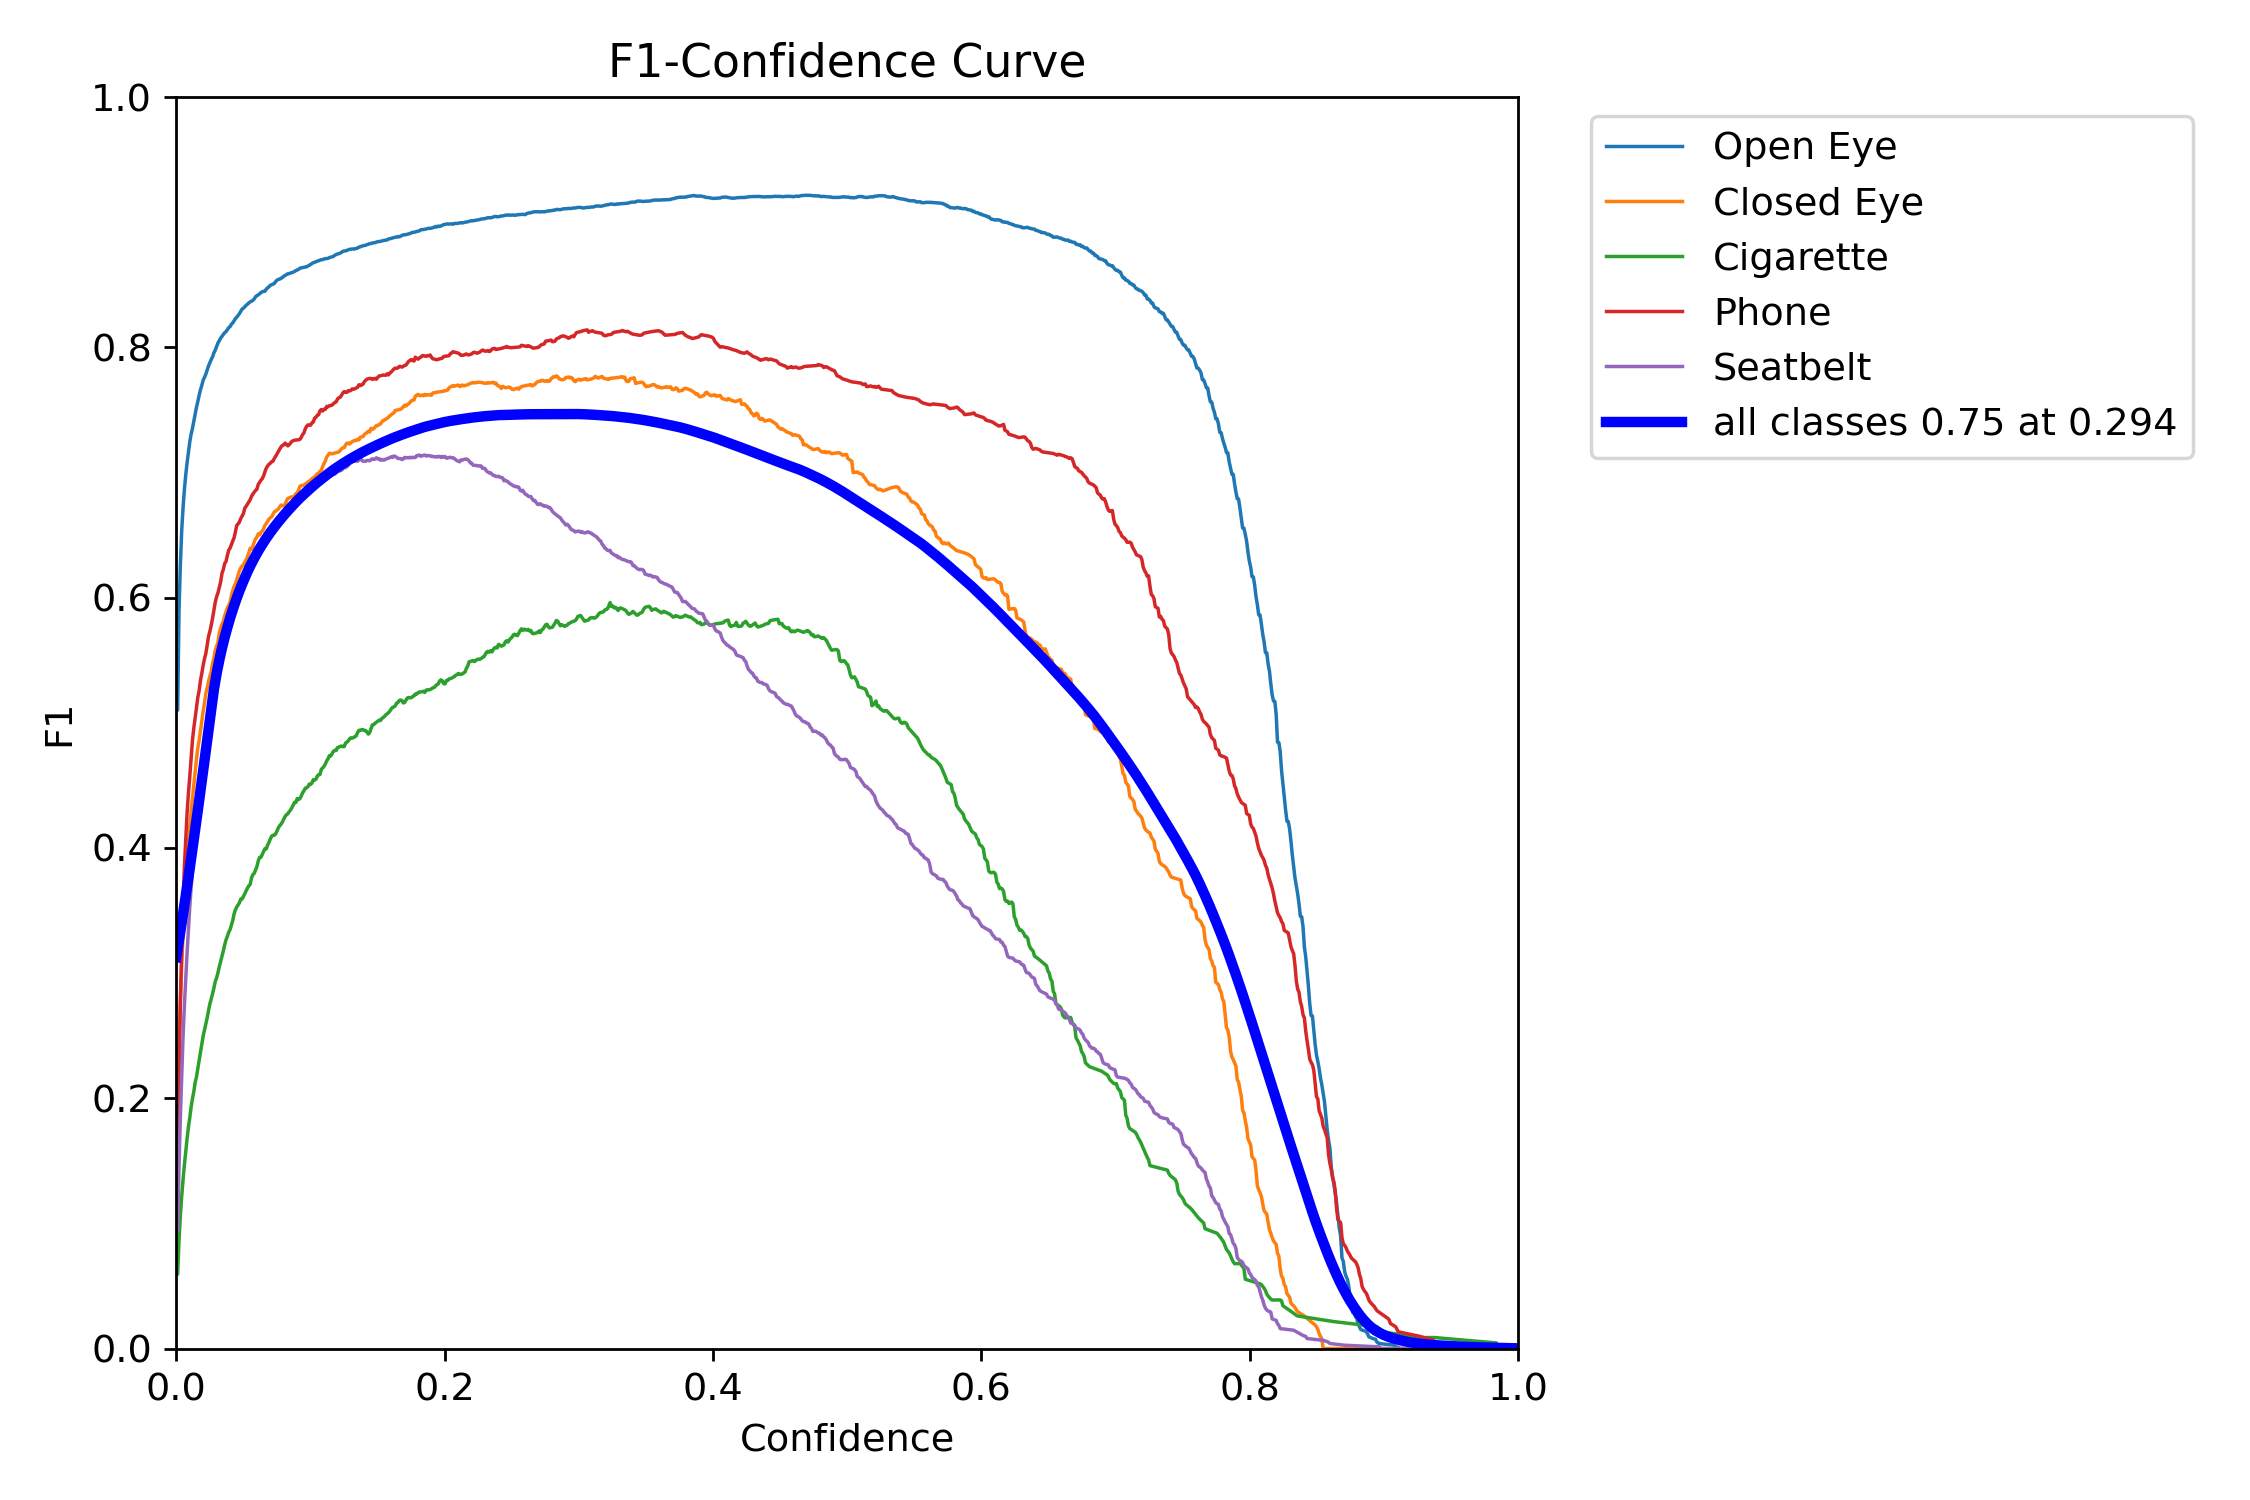 F1-Confidence Curve
1.0
0.8
0.6
0.4
0.2
0.0
F1
0.0 0.2 0.4 0.6 0.8 1.0
Confidence
Open Eye
Closed Eye
Cigarette
Phone
Seatbelt
all classes 0.75 at 0.294